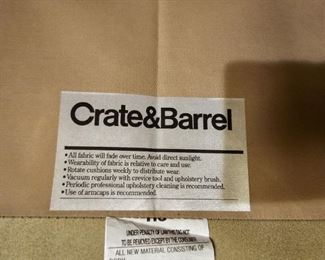 Crate&Barrel
• All fabric will fade over time. Avoid direct sunlight.
• Wearability of fabric is relative to care and use.
• Rotate cushions weekly to distribute wear.
• Vacuum regularly with crevice tool and upholstery brush.
• Periodic professional upholstery cleaning is recommended.
• Use of armcaps is recommended.
UNDER PENALTY OF LAW THIS TAG NOT
TO BE REMOVED EXCEPT BY THE CONSUMER
ALL NEW MATERIAL CONSISTING OF